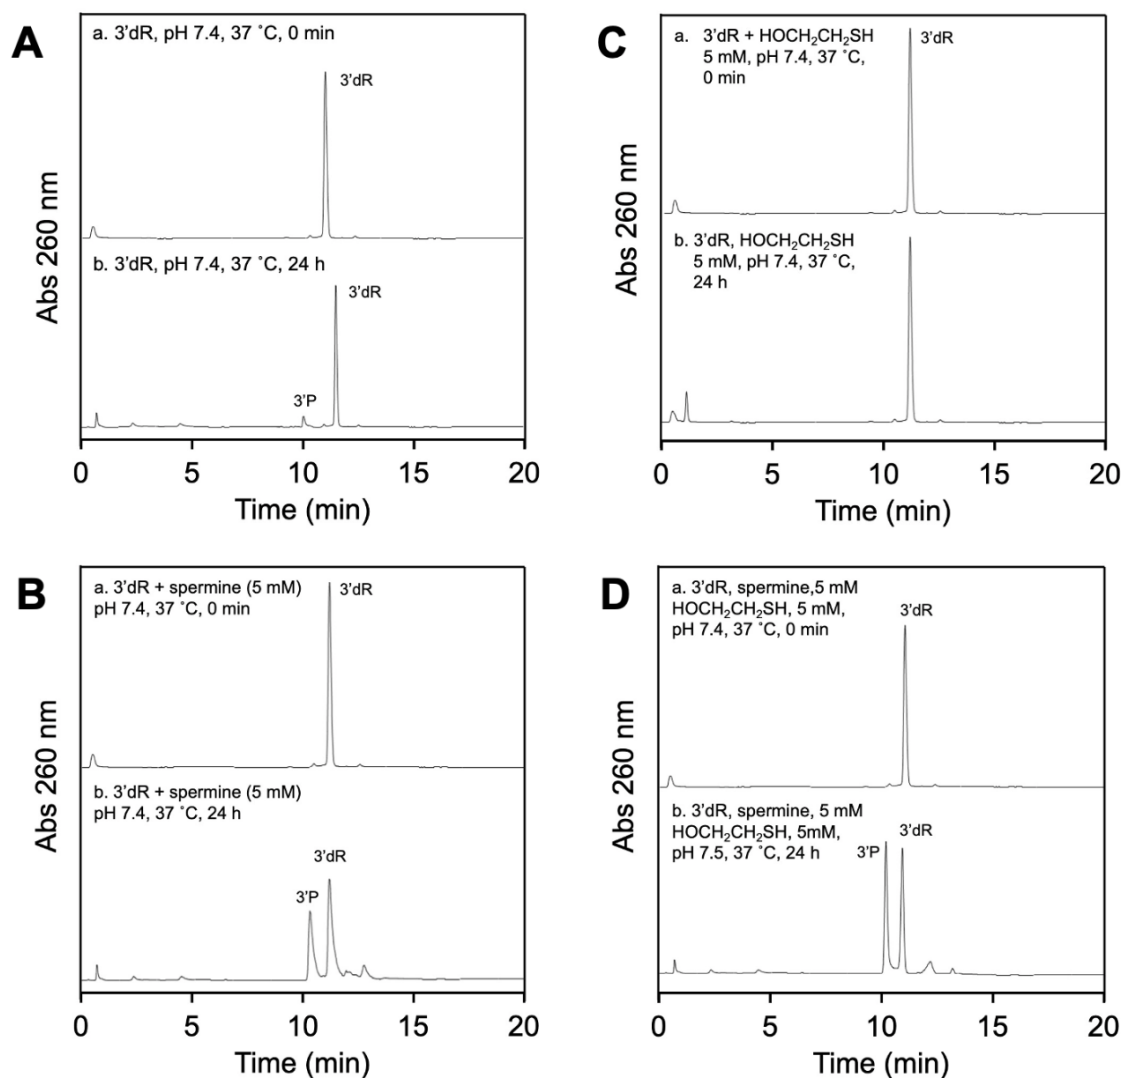 A
a. 3'dR, pH 7.4, 37 ˚C, 0 min
3'dR
b. 3'dR, pH 7.4, 37 ˚C, 24 h
3'dR
3'P
Abs 260 nm
0 5 10 15 20
Time (min)
C
a. 3'dR + HOCH₂CH₂SH
5 mM, pH 7.4, 37 ˚C,
0 min
3'dR
b. 3'dR, HOCH₂CH₂SH
5 mM, pH 7.4, 37 ˚C,
24 h
Abs 260 nm
0 5 10 15 20
Time (min)
B
a. 3'dR + spermine (5 mM)
pH 7.4, 37 ˚C, 0 min
3'dR
b. 3'dR + spermine (5 mM)
pH 7.4, 37 ˚C, 24 h
3'dR
3'P
Abs 260 nm
0 5 10 15 20
Time (min)
D
a. 3'dR, spermine,5 mM
HOCH₂CH₂SH, 5 mM,
pH 7.4, 37 ˚C, 0 min
3'dR
b. 3'dR, spermine, 5 mM
HOCH₂CH₂SH, 5mM,
pH 7.5, 37 ˚C, 24 h
3'dR
3'P
Abs 260 nm
0 5 10 15 20
Time (min)